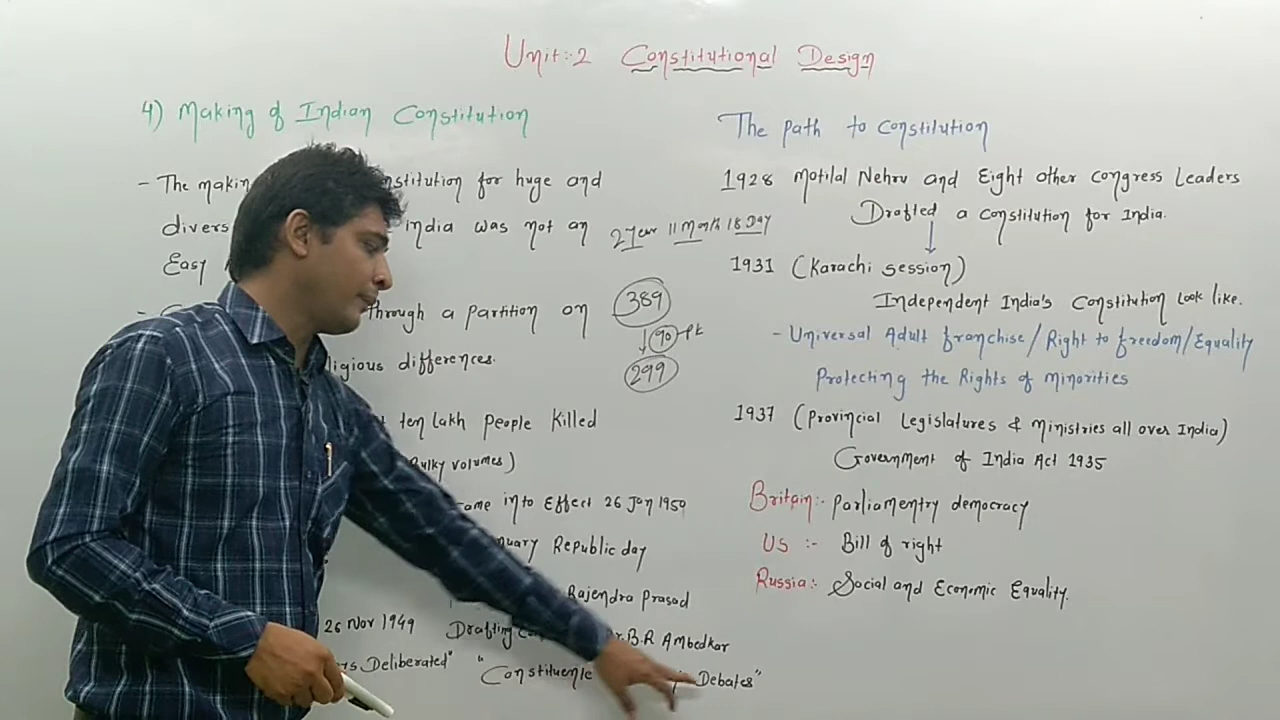 Unit:-2 Constitutional Design
4) Making of Indian Constitution
- The makin nstitution for huge and
divers india was not an
Easy
- through a partition on
ligious differences.
ten Lakh People Killed
Bulky volumes)
ame into Effect 26 Jan 1950
nuary Republic day
Rajendra Prasad
26 Nov 1949 Drafting Dr. B.R Ambedkar
rs Deliberated" "Constituenc Debates"
2 Year 11 Month 18 Day
389
90 Pk
299
The Path to Constitution
1928 Motilal Nehru and Eight other Congress Leaders
Drafted a Constitution for India.
1931 (Karachi session)
Independent India's Constitution Look like.
- Universal Adult franchise/Right to freedom/Equality
Protecting the Rights of Minorities
1937 (Provincial Legislatures & Ministries all over India)
Government of India Act 1935
Britain:- Parliamentry democracy
US :- Bill of right
Russia:- Social and Economic Equality.